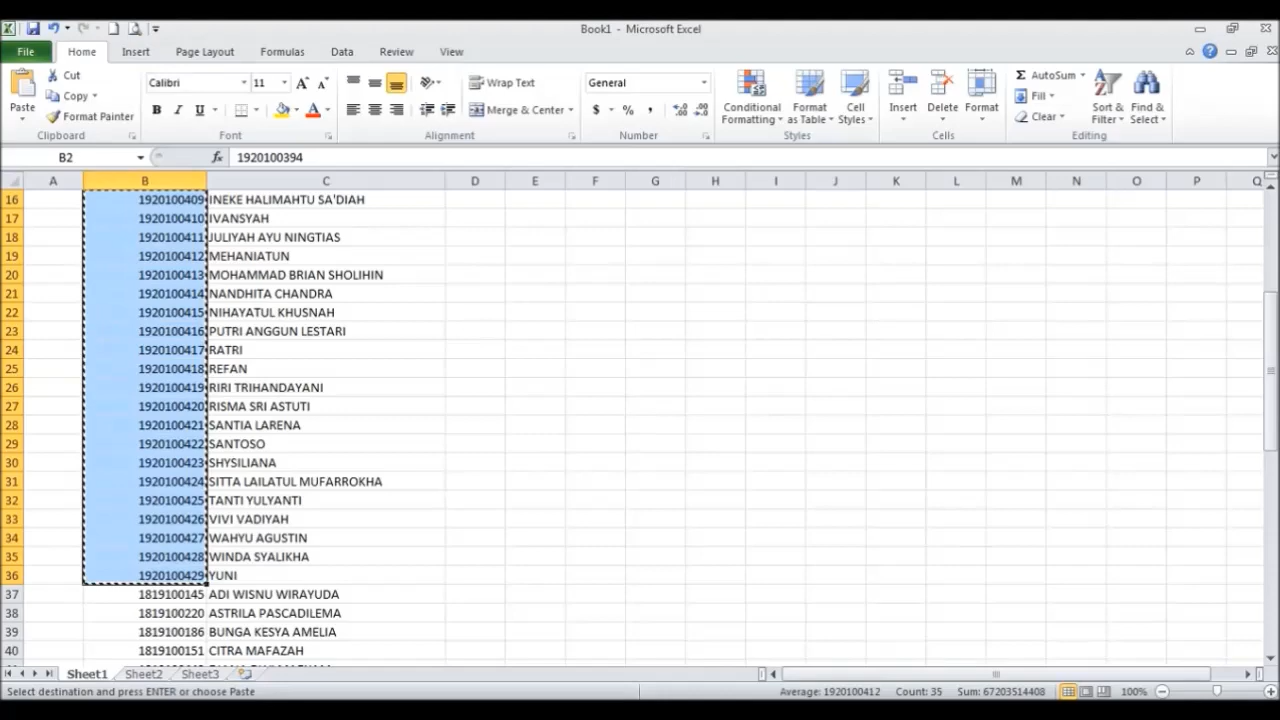 Book1 - Microsoft Excel
File Home Insert Page Layout Formulas Data Review View
Paste
Cut
Copy
Format Painter
Clipboard
Calibri 11
B I U
Font
Wrap Text
Merge & Center
Alignment
General
$ % ,
Number
Conditional Formatting
Format as Table
Cell Styles
Styles
Insert Delete Format
Cells
AutoSum
Fill
Clear
Sort & Filter
Find & Select
Editing
B2 fx 1920100394
A B C D E F G H I J K L M N O P Q
16 1920100409 INEKE HALIMAHTU SA'DIAH
17 1920100410 IVANSYAH
18 1920100411 JULIYAH AYU NINGTIAS
19 1920100412 MEHANIATUN
20 1920100413 MOHAMMAD BRIAN SHOLIHIN
21 1920100414 NANDHITA CHANDRA
22 1920100415 NIHAYATUL KHUSNAH
23 1920100416 PUTRI ANGGUN LESTARI
24 1920100417 RATRI
25 1920100418 REFAN
26 1920100419 RIRI TRIHANDAYANI
27 1920100420 RISMA SRI ASTUTI
28 1920100421 SANTIA LARENA
29 1920100422 SANTOSO
30 1920100423 SHYSILIANA
31 1920100424 SITTA LAILATUL MUFARROKHA
32 1920100425 TANTI YULYANTI
33 1920100426 VIVI VADIYAH
34 1920100427 WAHYU AGUSTIN
35 1920100428 WINDA SYALIKHA
36 1920100429 YUNI
37 1819100145 ADI WISNU WIRAYUDA
38 1819100220 ASTRILA PASCADILEMA
39 1819100186 BUNGA KESYA AMELIA
40 1819100151 CITRA MAFAZAH
Sheet1 Sheet2 Sheet3
Select destination and press ENTER or choose Paste Average: 1920100412 Count: 35 Sum: 67203514408 100%